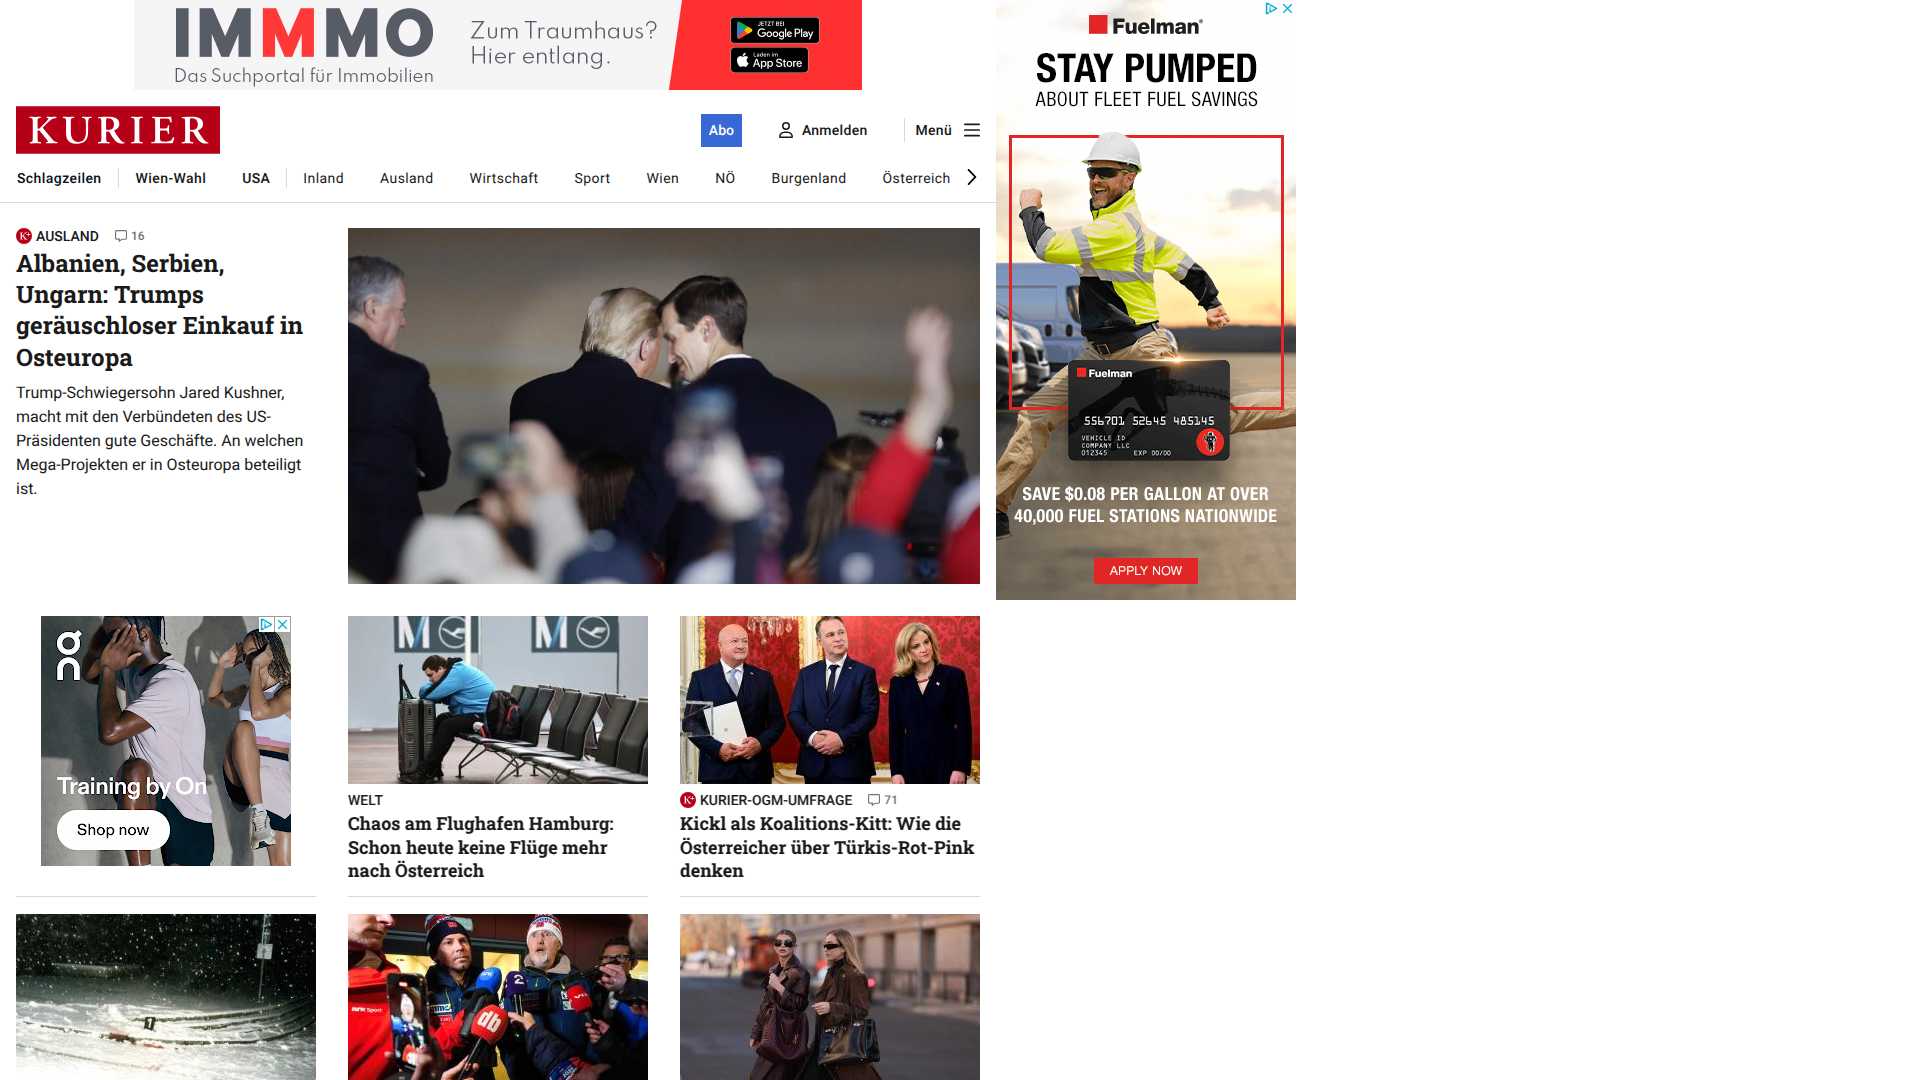 IMMMO
Das Suchportal für Immobilien
Zum Traumhaus?
Hier entlang.
JETZT BEI
Google Play
Laden im
App Store
KURIER
Abo
Anmelden
Menü
Schlagzeilen
Wien-Wahl
USA
Inland
Ausland
Wirtschaft
Sport
Wien
NÖ
Burgenland
Österreich
K+ AUSLAND 16
Albanien, Serbien,
Ungarn: Trumps
geräuschloser Einkauf in
Osteuropa
Trump-Schwiegersohn Jared Kushner,
macht mit den Verbündeten des US-
Präsidenten gute Geschäfte. An welchen
Mega-Projekten er in Osteuropa beteiligt
ist.
Fuelman
STAY PUMPED
ABOUT FLEET FUEL SAVINGS
Fuelman
556701 52645 485145
VEHICLE ID
COMPANY LLC
012345 EXP 00/00
SAVE $0.08 PER GALLON AT OVER
40,000 FUEL STATIONS NATIONWIDE
APPLY NOW
on
Training by On
Shop now
M
M
WELT
Chaos am Flughafen Hamburg:
Schon heute keine Flüge mehr
nach Österreich
K+ KURIER-OGM-UMFRAGE 71
Kickl als Koalitions-Kitt: Wie die
Österreicher über Türkis-Rot-Pink
denken
1
nrk Sport
db
2